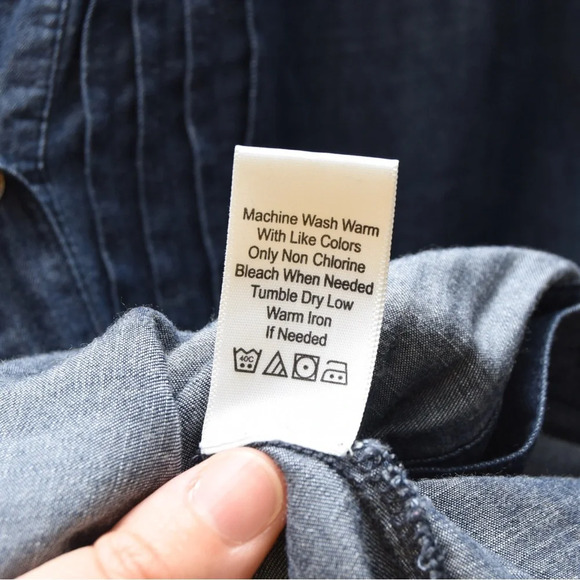 Machine Wash Warm
With Like Colors
Only Non Chlorine
Bleach When Needed
Tumble Dry Low
Warm Iron
If Needed
40C